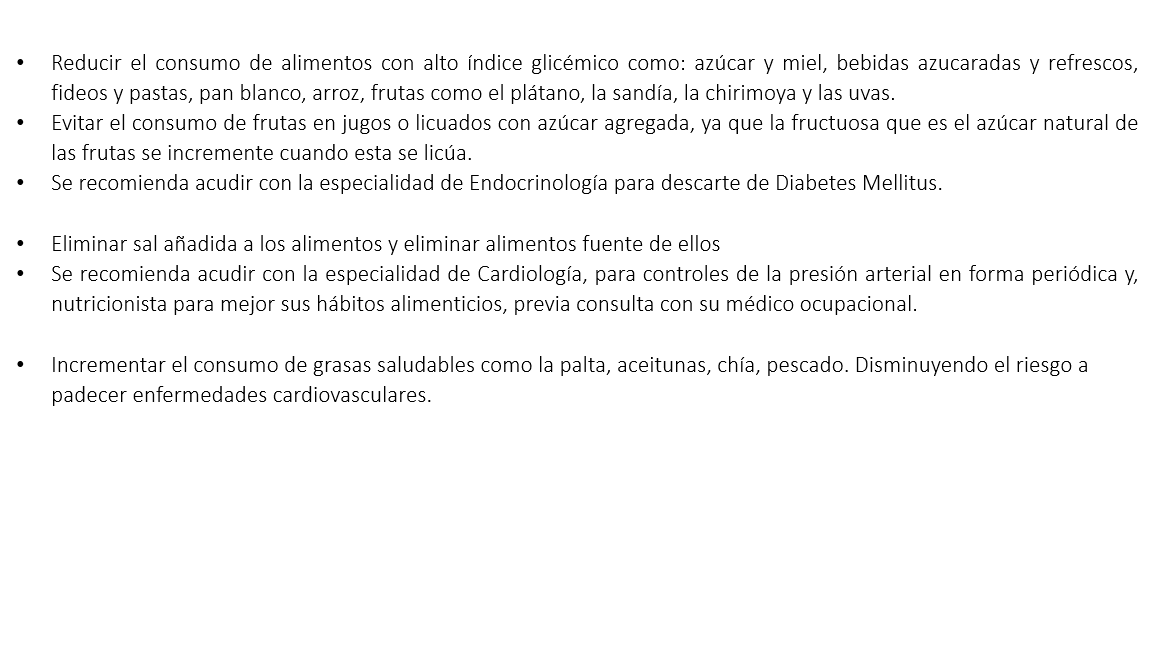 • Reducir el consumo de alimentos con alto índice glicémico como: azúcar y miel, bebidas azucaradas y refrescos,
fideos y pastas, pan blanco, arroz, frutas como el plátano, la sandía, la chirimoya y las uvas.
• Evitar el consumo de frutas en jugos o licuados con azúcar agregada, ya que la fructuosa que es el azúcar natural de
las frutas se incremente cuando esta se licúa.
• Se recomienda acudir con la especialidad de Endocrinología para descarte de Diabetes Mellitus.
• Eliminar sal añadida a los alimentos y eliminar alimentos fuente de ellos
• Se recomienda acudir con la especialidad de Cardiología, para controles de la presión arterial en forma periódica y,
nutricionista para mejor sus hábitos alimenticios, previa consulta con su médico ocupacional.
• Incrementar el consumo de grasas saludables como la palta, aceitunas, chía, pescado. Disminuyendo el riesgo a
padecer enfermedades cardiovasculares.